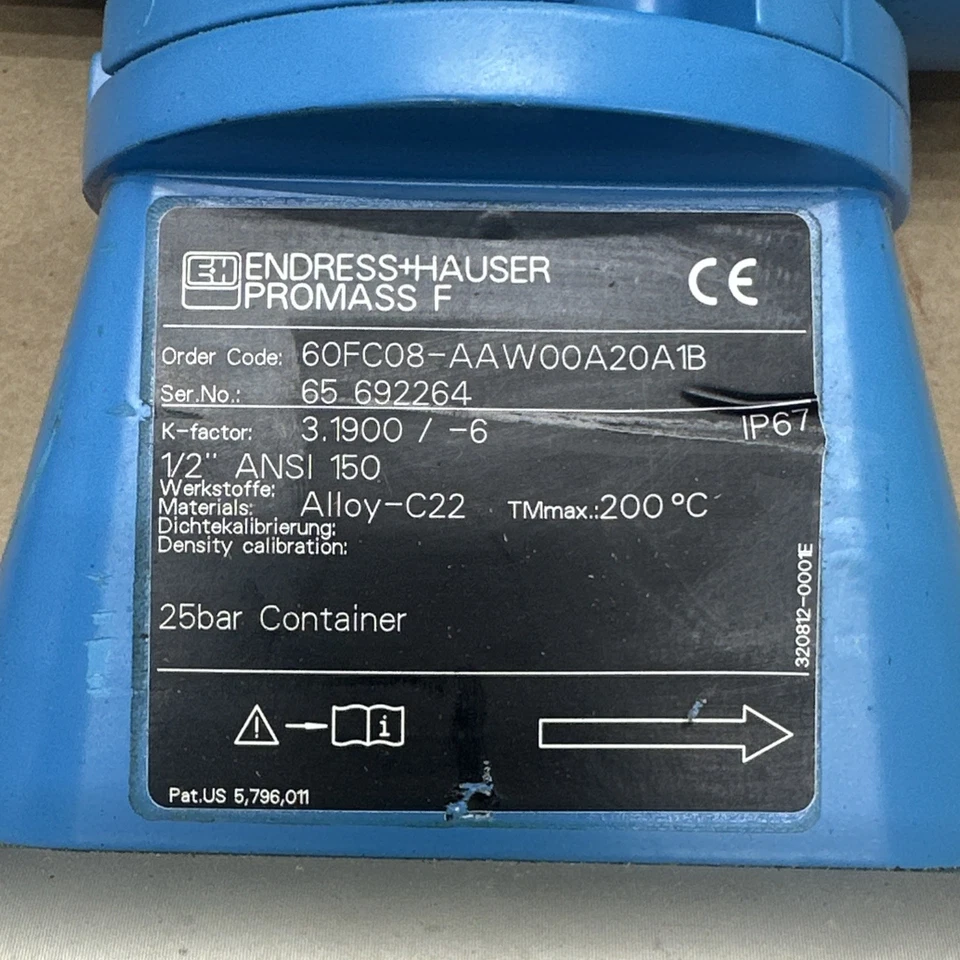 E+H ENDRESS+HAUSER
PROMASS F
CE
Order Code: 60FC08-AAW00A20A1B
Ser.No.: 65 692264
K-factor: 3.1900 / -6
IP67
1/2" ANSI 150
Werkstoffe:
Materials: Alloy-C22 TMmax.:200 °C
Dichtekalibrierung:
Density calibration:
25bar Container
320812-0001E
i
Pat.US 5,796,011